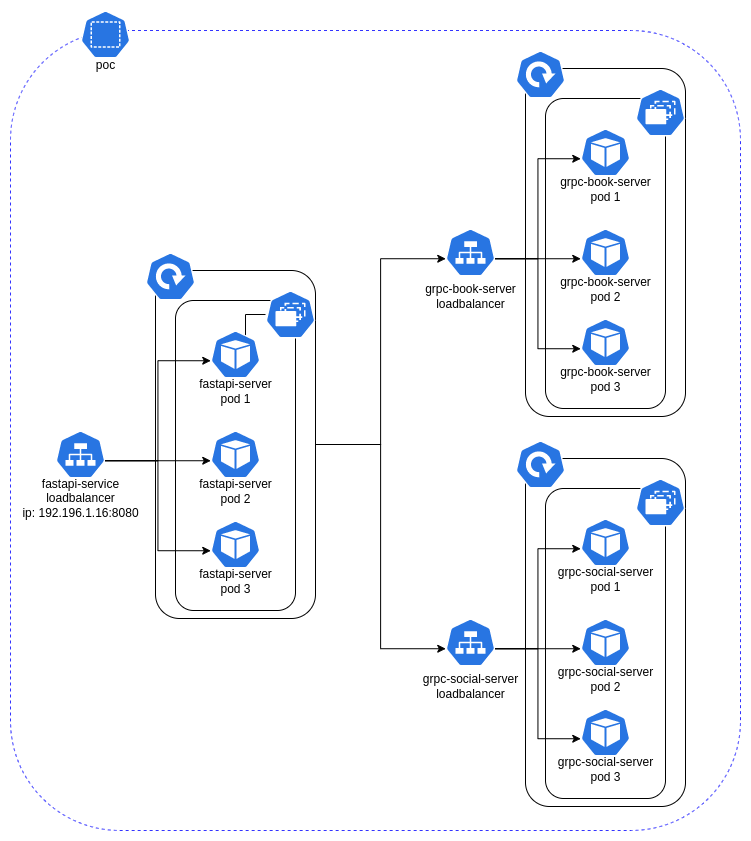 poc
fastapi-service
loadbalancer
ip: 192.196.1.16:8080
fastapi-server
pod 1
fastapi-server
pod 2
fastapi-server
pod 3
grpc-book-server
loadbalancer
grpc-book-server
pod 1
grpc-book-server
pod 2
grpc-book-server
pod 3
grpc-social-server
loadbalancer
grpc-social-server
pod 1
grpc-social-server
pod 2
grpc-social-server
pod 3